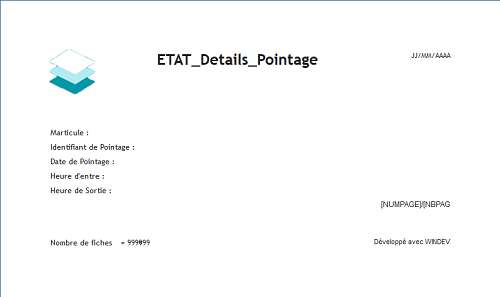 ETAT_Details_Pointage
JJ/MM/AAAA
Marticule :
Identifiant de Pointage :
Date de Pointage :
Heure d'entre :
Heure de Sortie :
[NUMPAGE]/[NBPAG
Nombre de fiches = 999#99
Développé avec WINDEV